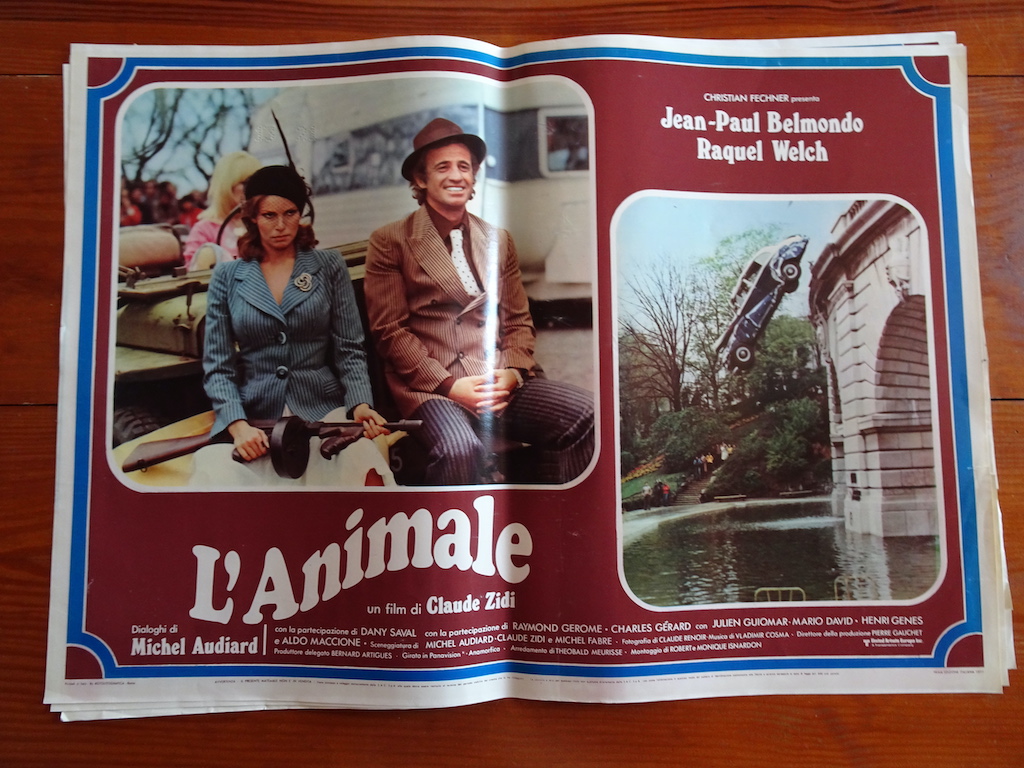 CHRISTIAN FECHNER presenta
Jean-Paul Belmondo
Raquel Welch
L'Animale
un film di Claude Zidi
Dialoghi di
Michel Audiard
con la partecipazione di DANY SAVAL con la partecipazione di RAYMOND GEROME · CHARLES GÉRARD con JULIEN GUIOMAR · MARIO DAVID · HENRI GENES
e ALDO MACCIONE · Sceneggiatura di MICHEL AUDIARD · CLAUDE ZIDI E MICHEL FABRE · Fotografia di CLAUDE RENOIR · Musica di VLADIMIR COSMA · Direttore della produzione PIERRE GAUCHET
Produttore delegato BERNARD ARTIGUES · Girato in Panavision · Anamorfico · Arredamento di THEOBALD MEURISSE · Montaggio di ROBERT e MONIQUE ISNARDON
United Artists Europa Inc.